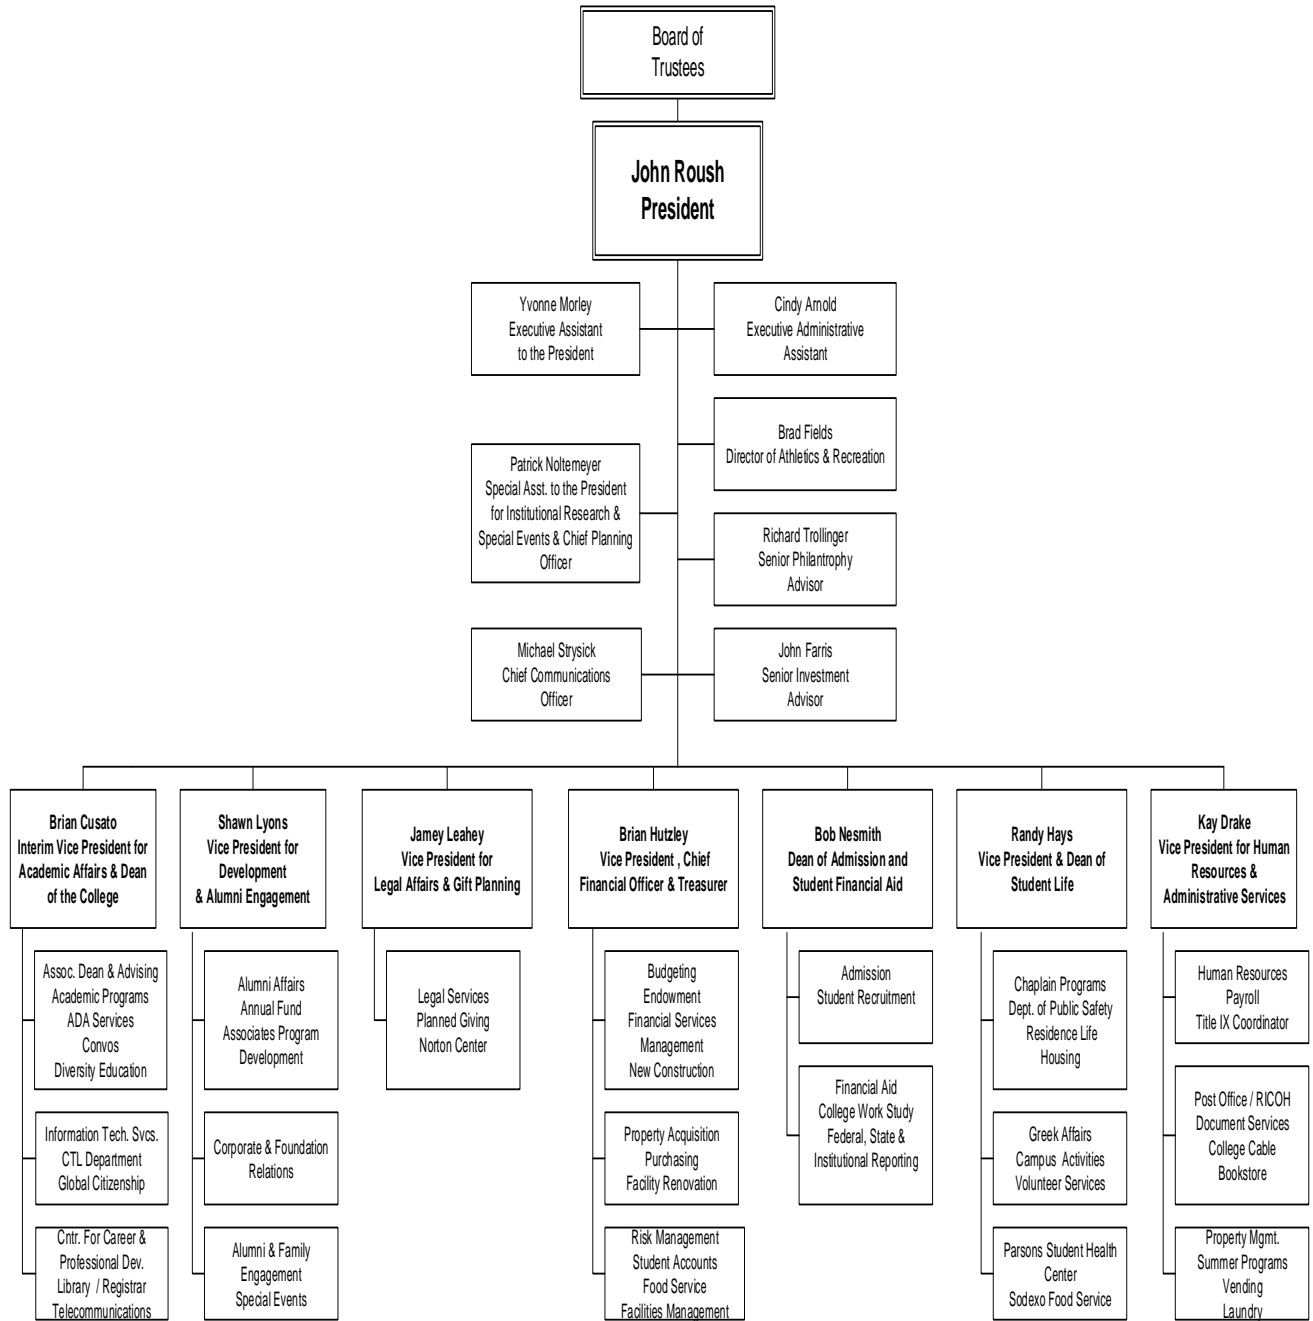 Board of
Trustees
John Roush
President
Yvonne Morley
Executive Assistant
to the President
Cindy Arnold
Executive Administrative
Assistant
Brad Fields
Director of Athletics & Recreation
Patrick Noltemeyer
Special Asst. to the President
for Institutional Research &
Special Events & Chief Planning
Officer
Richard Trollinger
Senior Philantrophy
Advisor
Michael Strysick
Chief Communications
Officer
John Farris
Senior Investment
Advisor
Brian Cusato
Interim Vice President for
Academic Affairs & Dean
of the College
Shawn Lyons
Vice President for
Development
& Alumni Engagement
Jamey Leahey
Vice President for
Legal Affairs & Gift Planning
Brian Hutzley
Vice President , Chief
Financial Officer & Treasurer
Bob Nesmith
Dean of Admission and
Student Financial Aid
Randy Hays
Vice President & Dean of
Student Life
Kay Drake
Vice President for Human
Resources &
Administrative Services
Assoc. Dean & Advising
Academic Programs
ADA Services
Convos
Diversity Education
Information Tech. Svcs.
CTL Department
Global Citizenship
Cntr. For Career &
Professional Dev.
Library / Registrar
Telecommunications
Alumni Affairs
Annual Fund
Associates Program
Development
Corporate & Foundation
Relations
Alumni & Family
Engagement
Special Events
Legal Services
Planned Giving
Norton Center
Budgeting
Endowment
Financial Services
Management
New Construction
Property Acquisition
Purchasing
Facility Renovation
Risk Management
Student Accounts
Food Service
Facilities Management
Admission
Student Recruitment
Financial Aid
College Work Study
Federal, State &
Institutional Reporting
Chaplain Programs
Dept. of Public Safety
Residence Life
Housing
Greek Affairs
Campus Activities
Volunteer Services
Parsons Student Health
Center
Sodexo Food Service
Human Resources
Payroll
Title IX Coordinator
Post Office / RICOH
Document Services
College Cable
Bookstore
Property Mgmt.
Summer Programs
Vending
Laundry